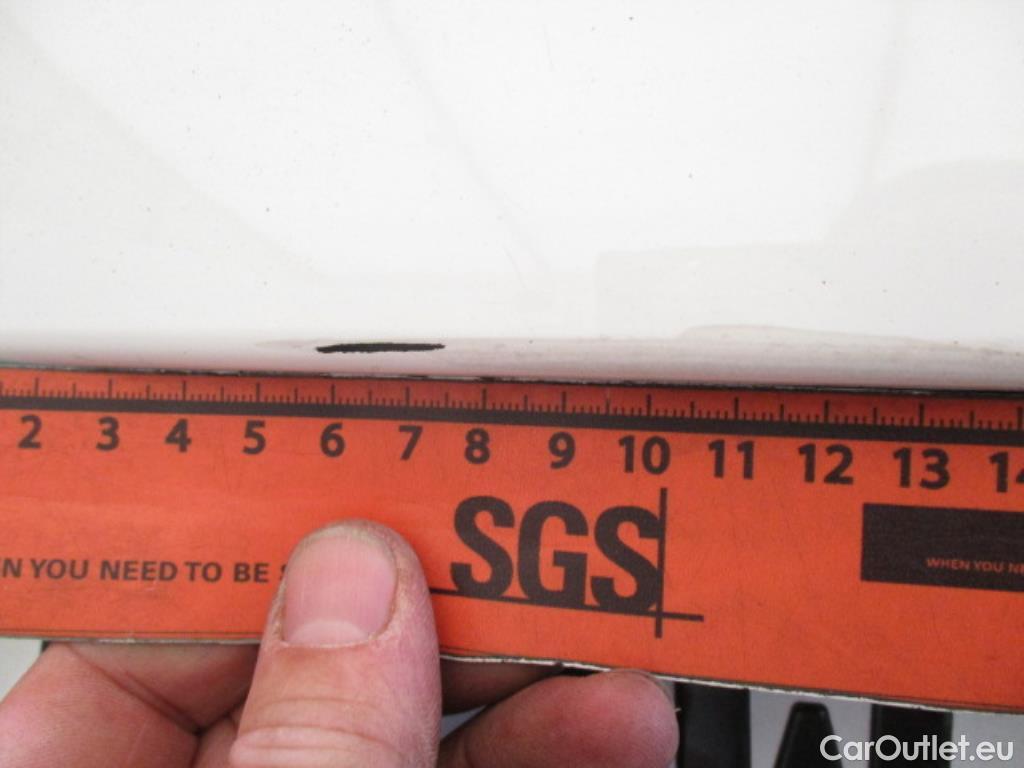 2 3 4 5 6 7 8 9 10 11 12 13
SGS
YOU NEED TO BE
WHEN YOU
CarOutlet.eu